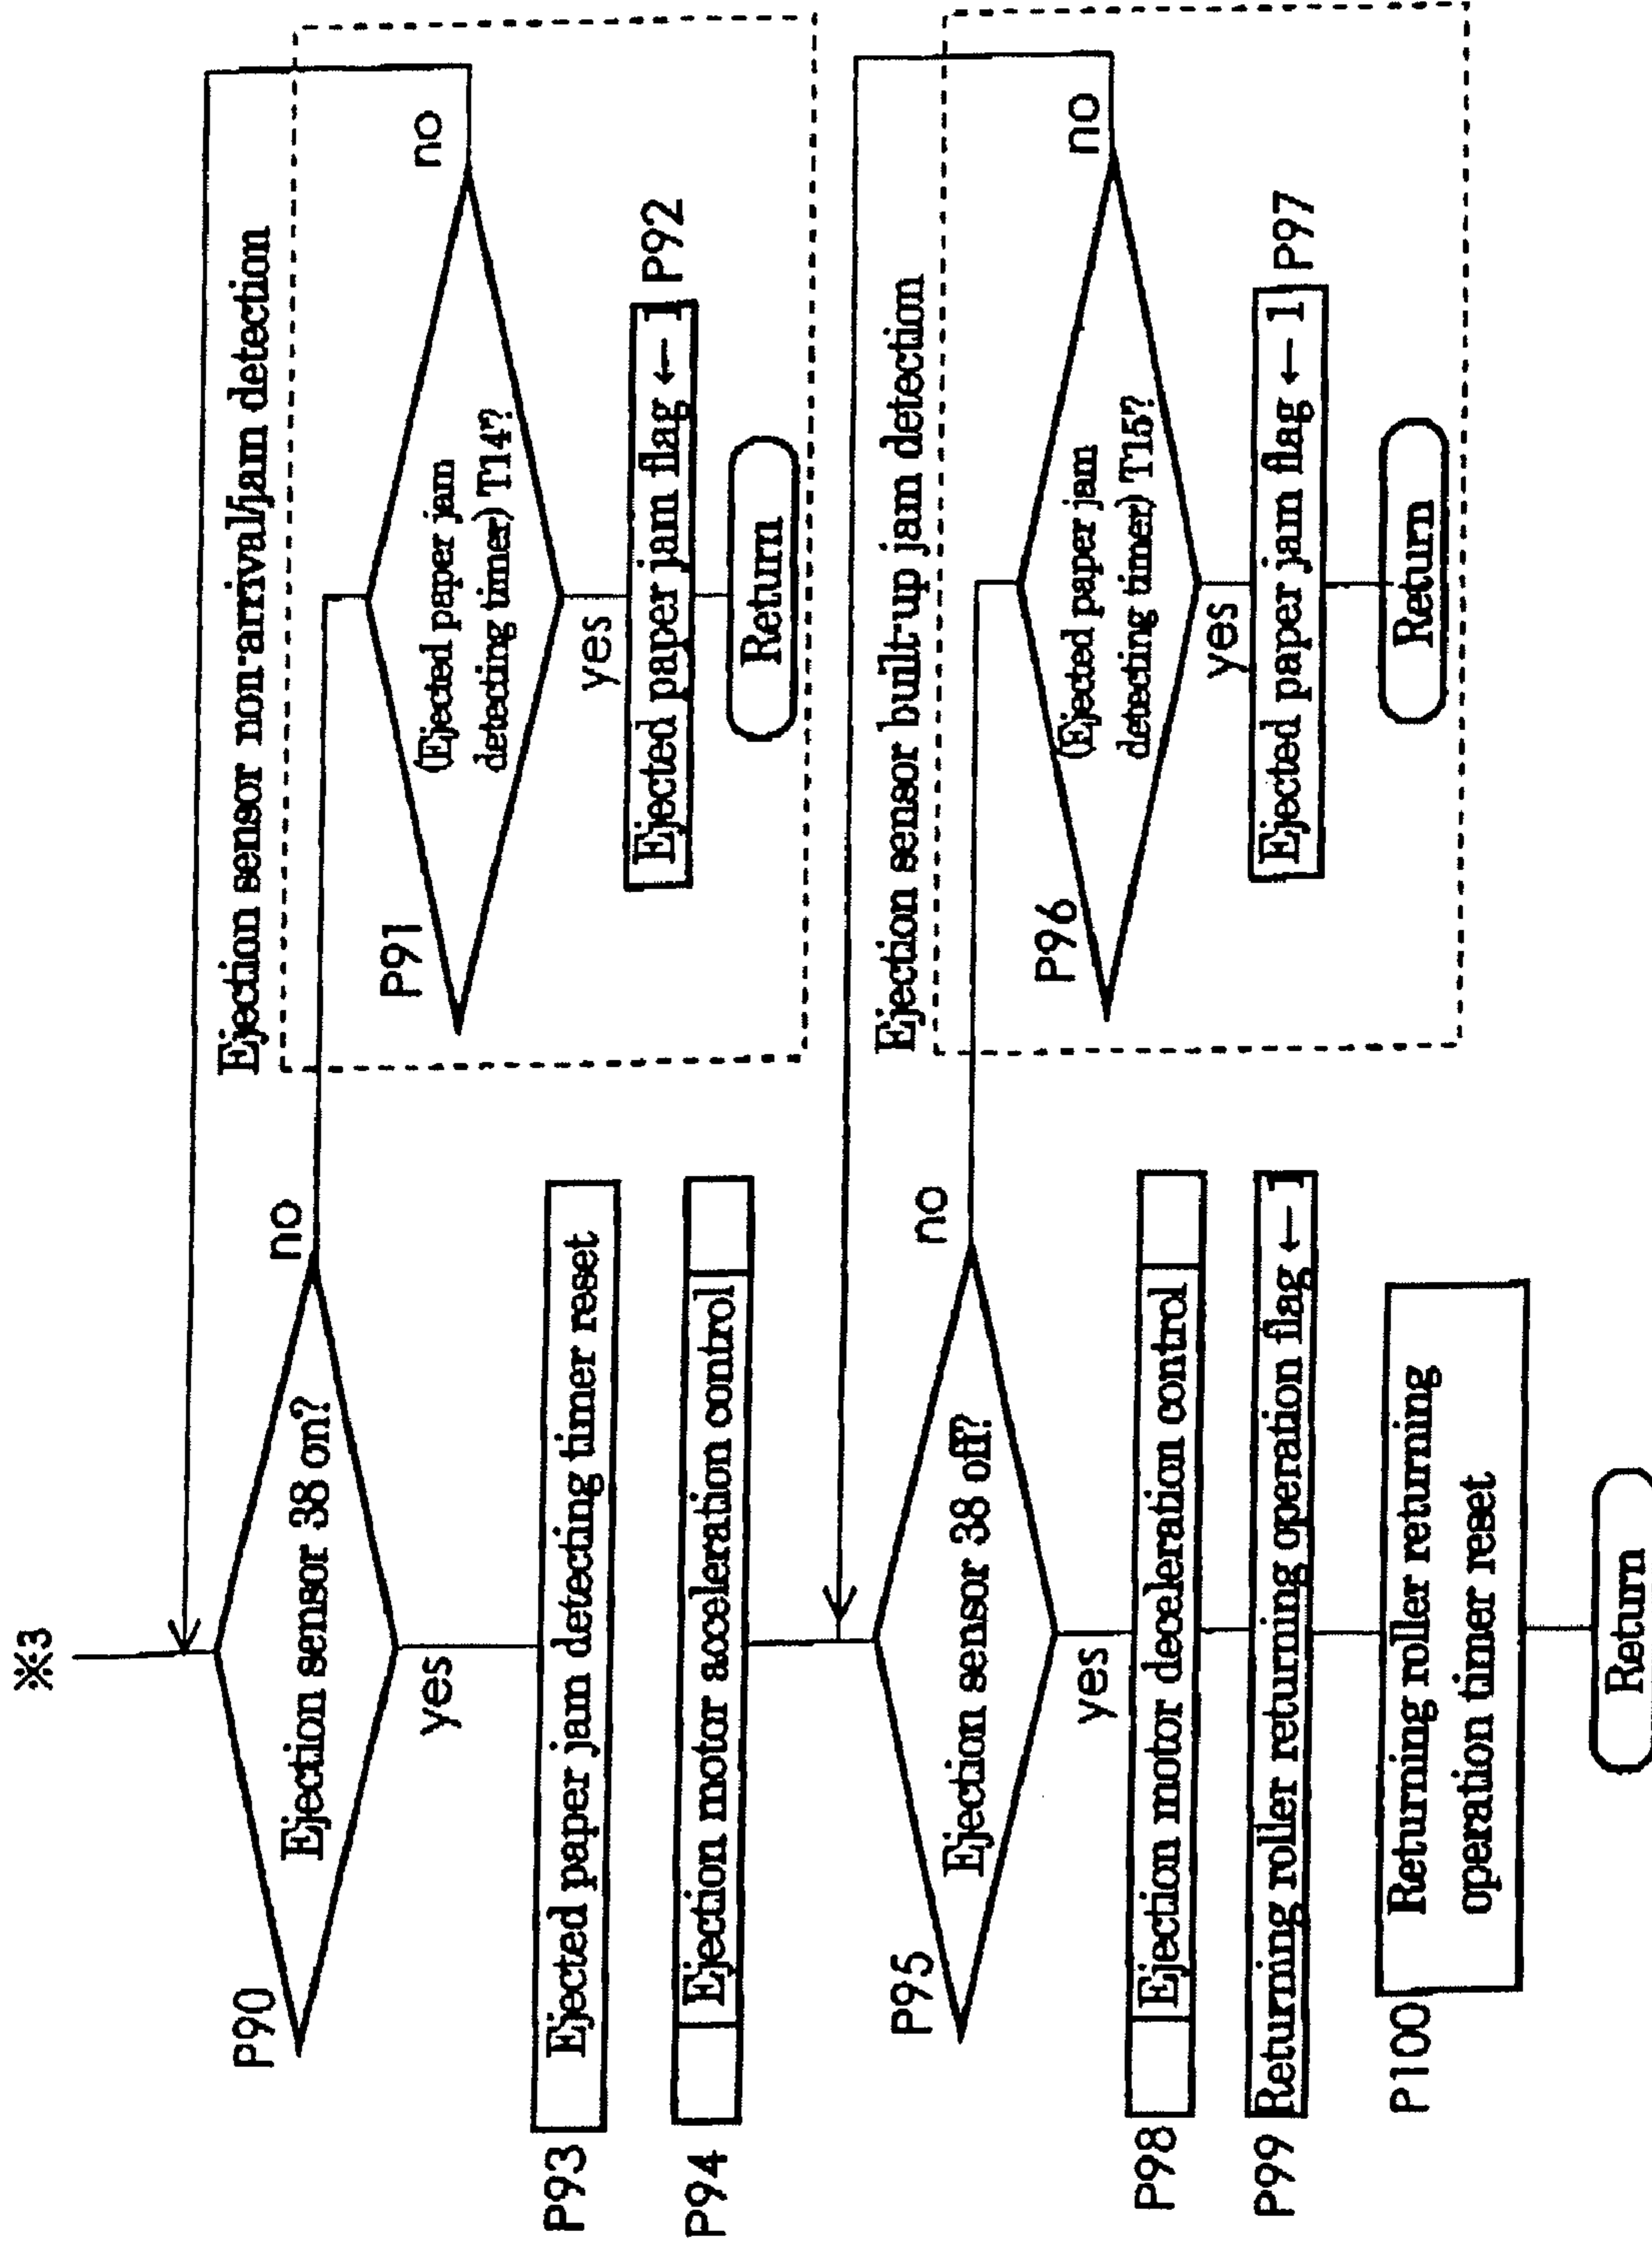 ※3
P90
Ejection sensor 38 on?
no
yes
Ejection sensor non-arrival/jam detection
P91
(Ejected paper jam
detecting timer) T14?
no
yes
Ejected paper jam flag ← 1
P92
Return
P93
Ejected paper jam detecting timer reset
P94
Ejection motor acceleration control
P95
Ejection sensor 38 off?
no
yes
Ejection sensor built-up jam detection
P96
(Ejected paper jam
detecting timer) T15?
no
yes
Ejected paper jam flag ← 1
P97
Return
P98
Ejection motor deceleration control
P99
Returning roller returning operation flag ← 1
P100
Returning roller returning
operation timer reset
Return